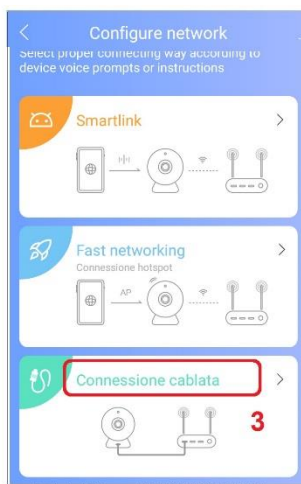 Configure network
Select proper connecting way according to
device voice prompts or instructions
Smartlink
Fast networking
Connessione hotspot
AP
Connessione cablata
3